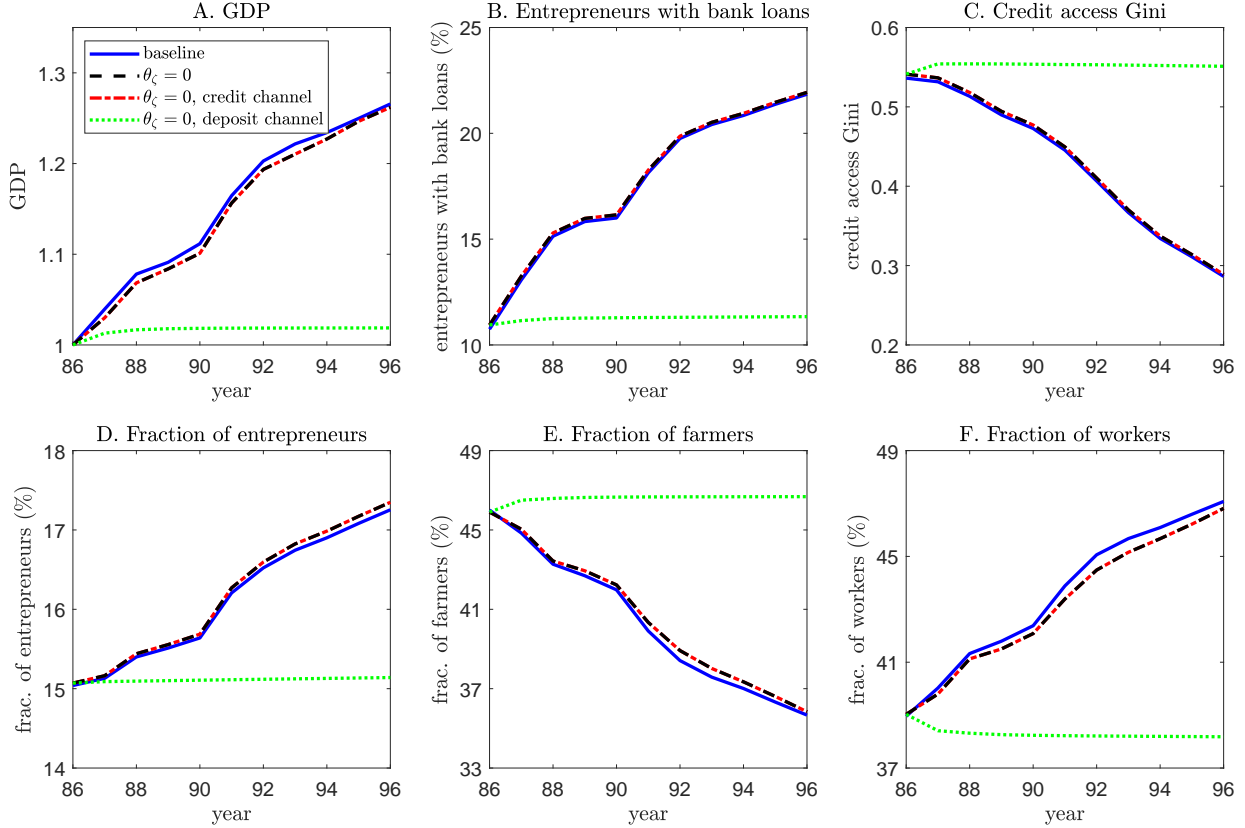 A. GDP
1.3
1.2
1.1
1
86 88 90 92 94 96
GDP
year
baseline
θ_ζ = 0
θ_ζ = 0, credit channel
θ_ζ = 0, deposit channel
B. Entrepreneurs with bank loans
25
20
15
10
86 88 90 92 94 96
entrepreneurs with bank loans (%)
year
C. Credit access Gini
0.6
0.5
0.4
0.3
0.2
86 88 90 92 94 96
credit access Gini
year
D. Fraction of entrepreneurs
18
17
16
15
14
86 88 90 92 94 96
frac. of entrepreneurs (%)
year
E. Fraction of farmers
49
45
41
37
33
86 88 90 92 94 96
frac. of farmers (%)
year
F. Fraction of workers
49
45
41
37
86 88 90 92 94 96
frac. of workers (%)
year